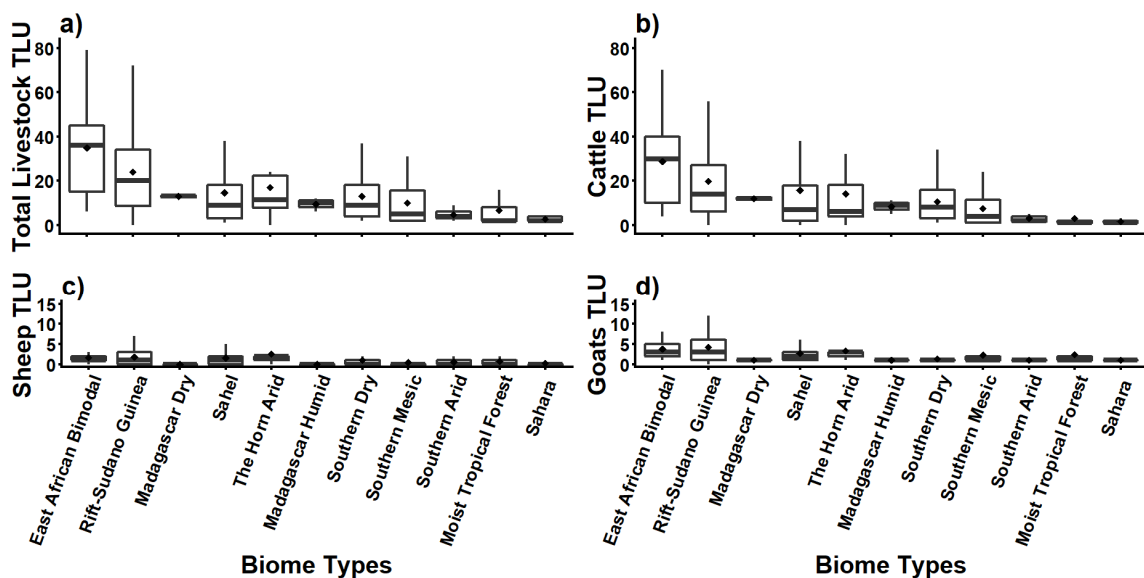 a)
Total Livestock TLU
80
60
40
20
0
b)
Cattle TLU
80
60
40
20
0
c)
Sheep TLU
15
10
5
0
d)
Goats TLU
15
10
5
0
East African Bimodal
Rift-Sudano Guinea
Madagascar Dry
Sahel
The Horn Arid
Madagascar Humid
Southern Dry
Southern Mesic
Southern Arid
Moist Tropical Forest
Sahara
Biome Types
East African Bimodal
Rift-Sudano Guinea
Madagascar Dry
Sahel
The Horn Arid
Madagascar Humid
Southern Dry
Southern Mesic
Southern Arid
Moist Tropical Forest
Sahara
Biome Types